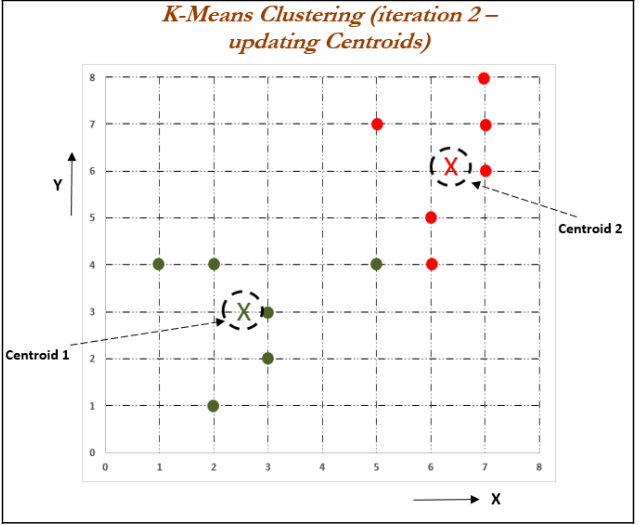 K-Means Clustering (iteration 2 –
updating Centroids)
8
7
6
5
4
3
2
1
0
Y
X
X
Centroid 2
Centroid 1
0 1 2 3 4 5 6 7 8
X